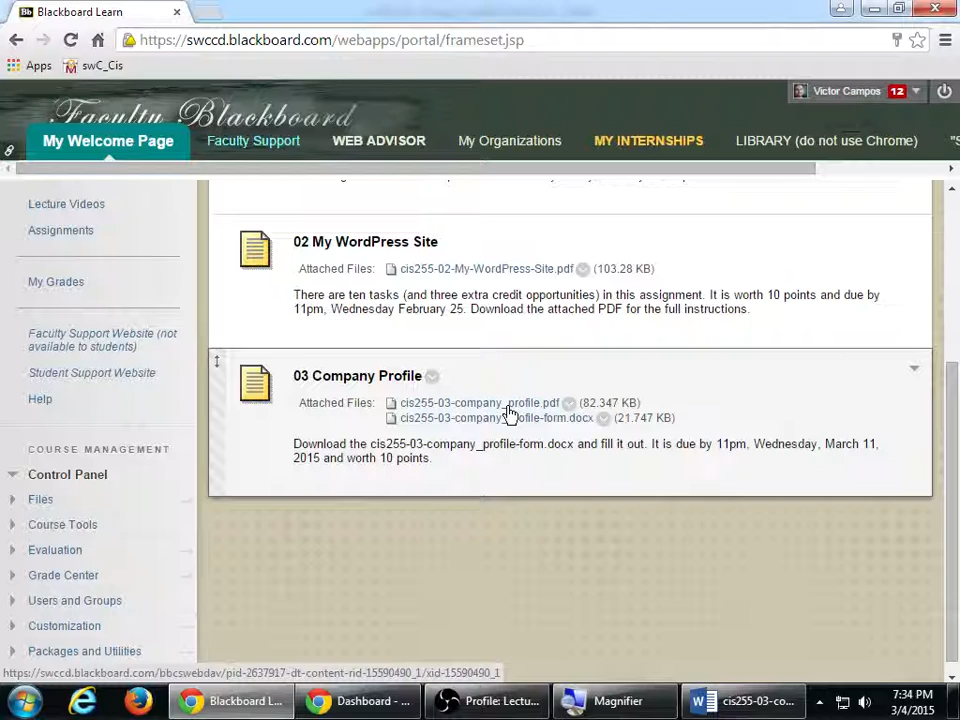 Blackboard Learn
https://swccd.blackboard.com/webapps/portal/frameset.jsp
Apps swC_Cis
Faculty Blackboard
Victor Campos 12
My Welcome Page Faculty Support WEB ADVISOR My Organizations MY INTERNSHIPS LIBRARY (do not use Chrome) "S
Lecture Videos
Assignments
My Grades
Faculty Support Website (not
available to students)
Student Support Website
Help
COURSE MANAGEMENT
Control Panel
Files
Course Tools
Evaluation
Grade Center
Users and Groups
Customization
Packages and Utilities
02 My WordPress Site
Attached Files: cis255-02-My-WordPress-Site.pdf (103.28 KB)
There are ten tasks (and three extra credit opportunities) in this assignment. It is worth 10 points and due by
11pm, Wednesday February 25. Download the attached PDF for the full instructions.
03 Company Profile
Attached Files: cis255-03-company_profile.pdf (82.347 KB)
cis255-03-company_profile-form.docx (21.747 KB)
Download the cis255-03-company_profile-form.docx and fill it out. It is due by 11pm, Wednesday, March 11,
2015 and worth 10 points.
https://swccd.blackboard.com/bbcswebdav/pid-2637917-dt-content-rid-15590490_1/xid-15590490_1
Blackboard L... Dashboard - ... Profile: Lectu... Magnifier cis255-03-co...
7:34 PM
3/4/2015